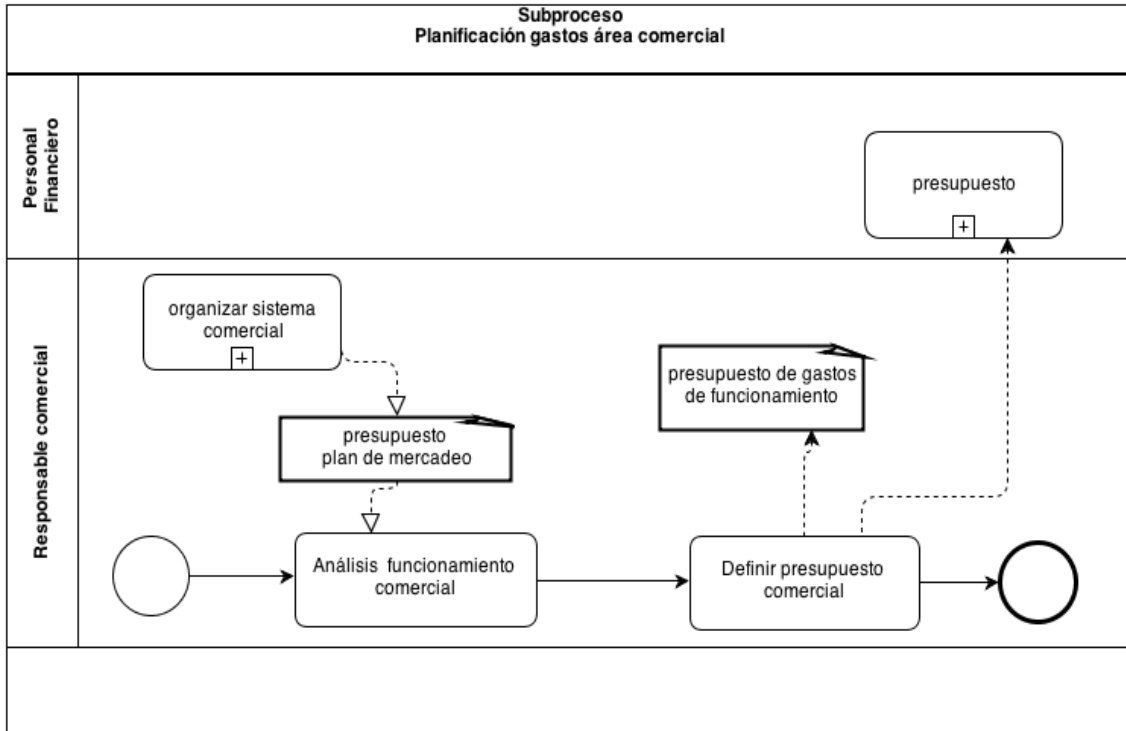 Subproceso
Planificación gastos área comercial
Personal
Financiero
presupuesto
+
Responsable comercial
organizar sistema
comercial
+
presupuesto
plan de mercadeo
presupuesto de gastos
de funcionamiento
Análisis funcionamiento
comercial
Definir presupuesto
comercial